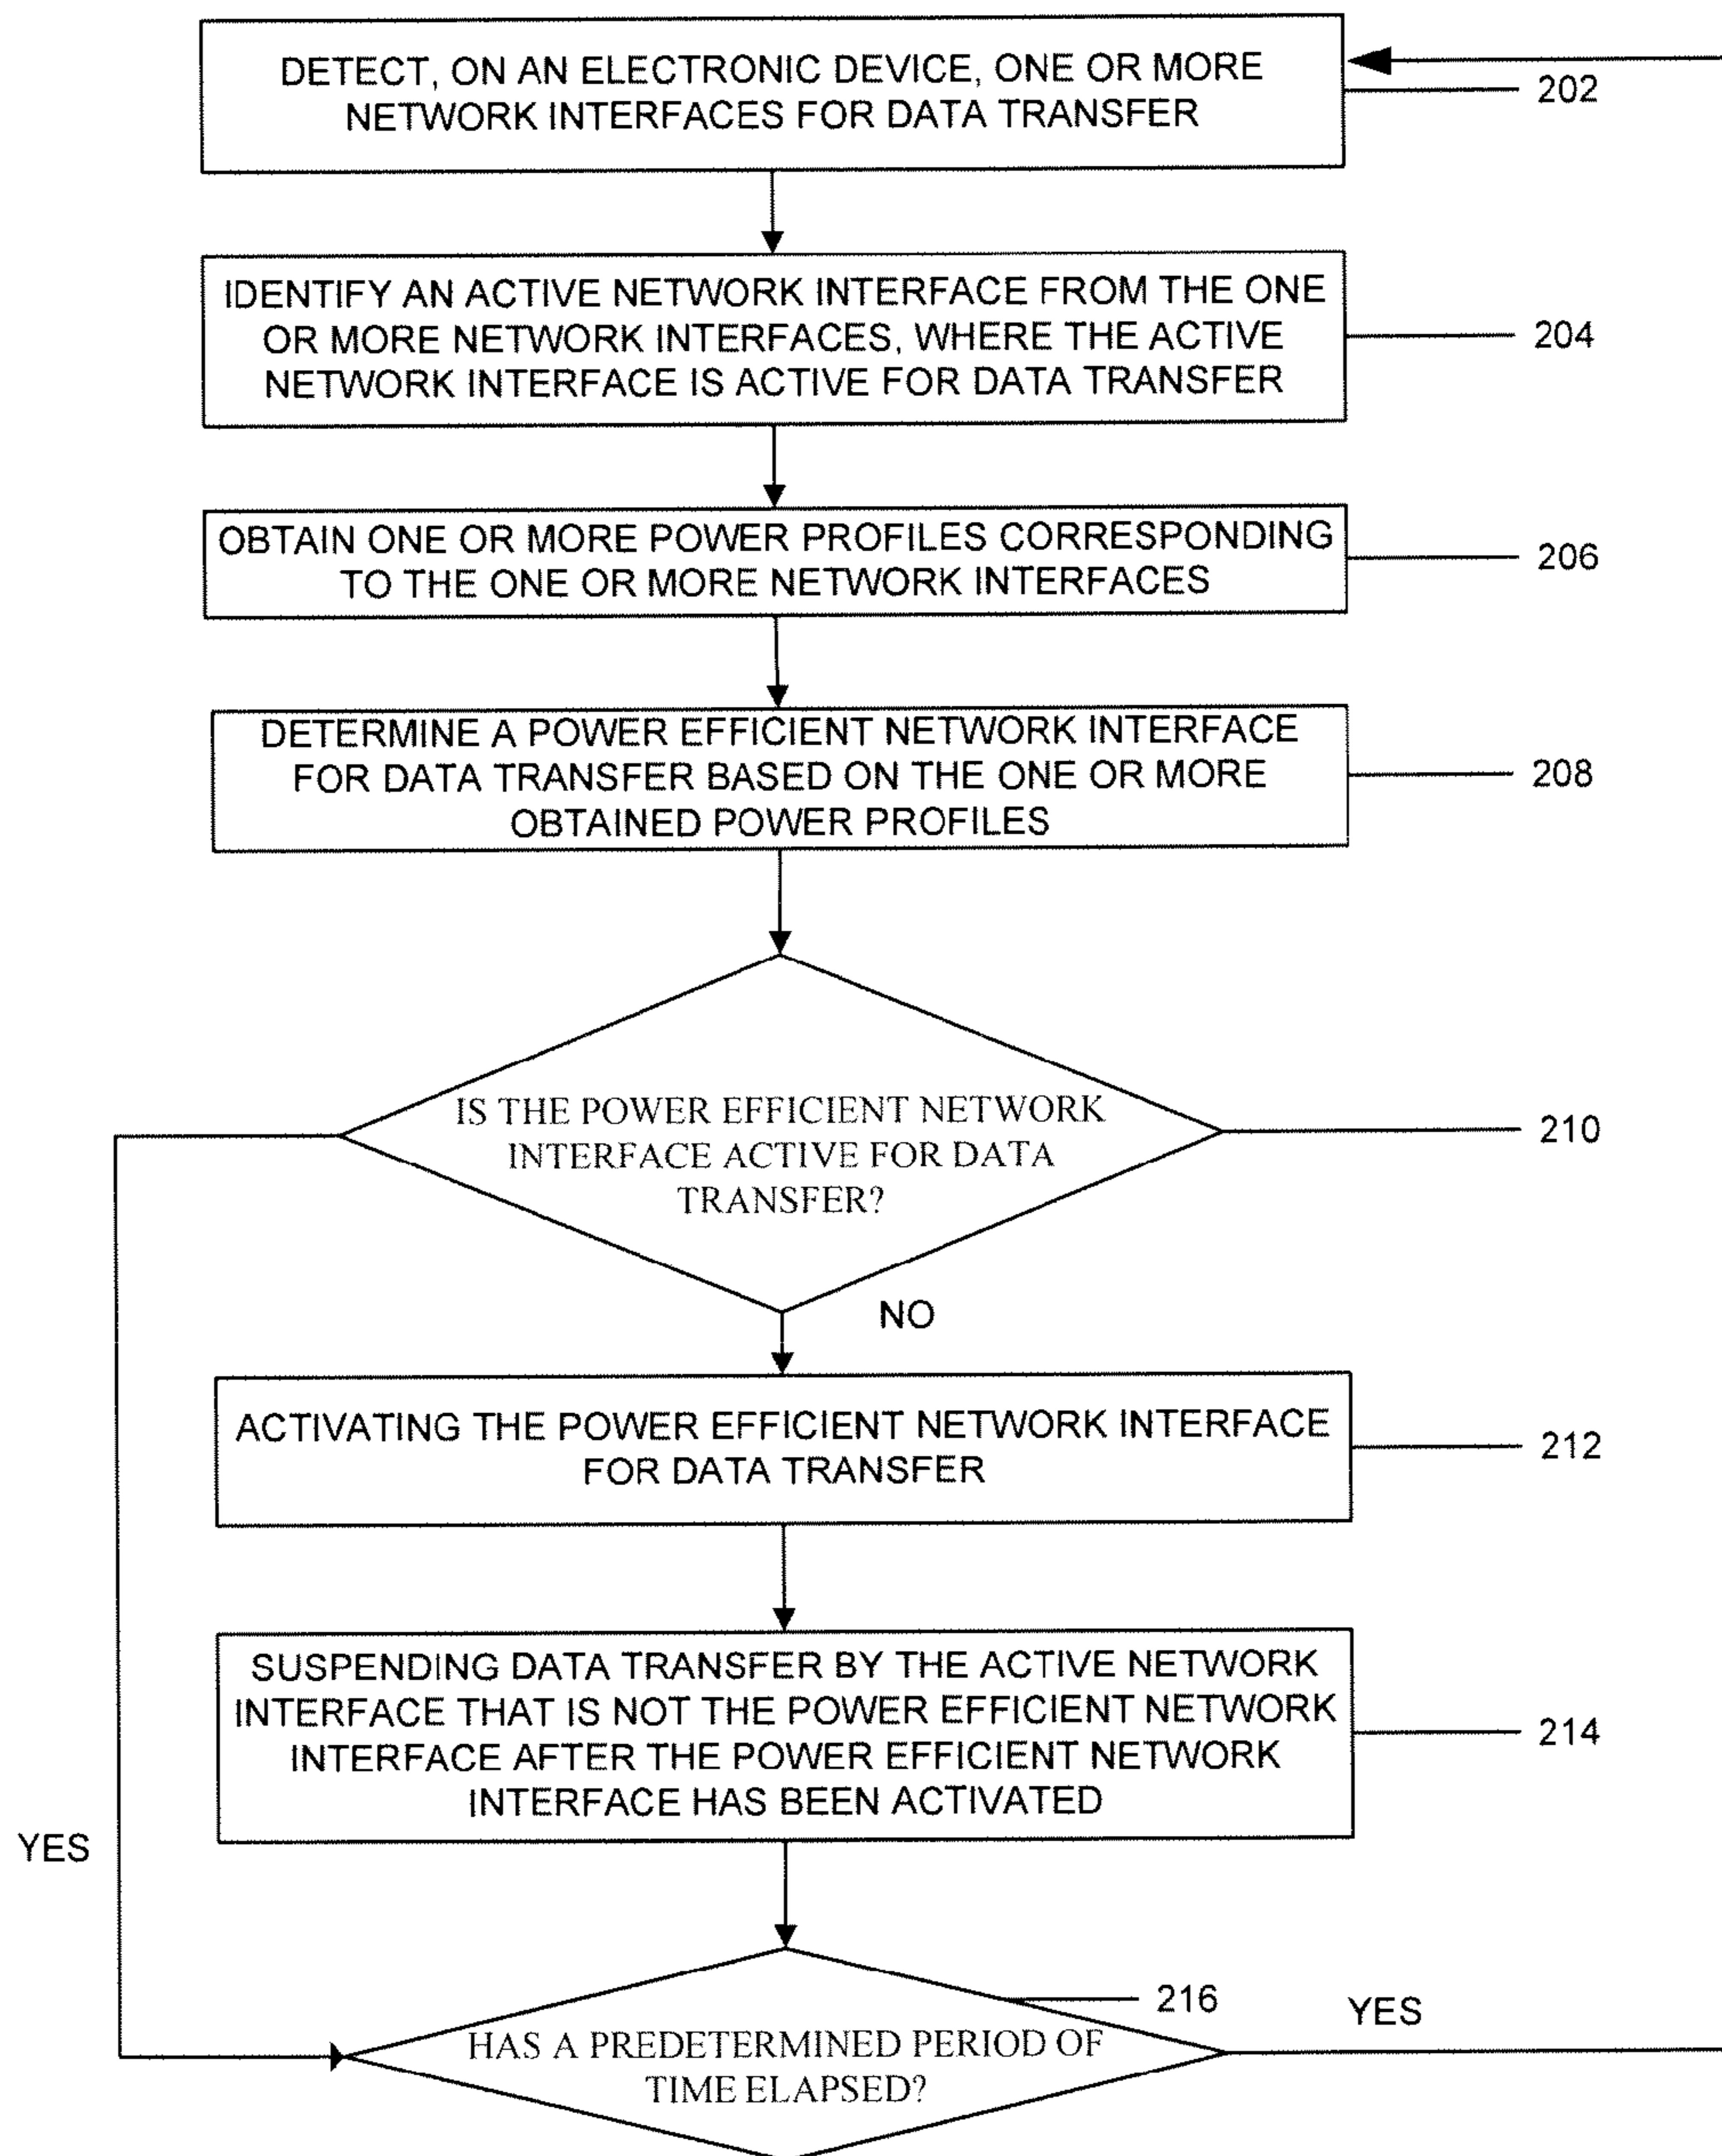 DETECT, ON AN ELECTRONIC DEVICE, ONE OR MORE
NETWORK INTERFACES FOR DATA TRANSFER
202
IDENTIFY AN ACTIVE NETWORK INTERFACE FROM THE ONE
OR MORE NETWORK INTERFACES, WHERE THE ACTIVE
NETWORK INTERFACE IS ACTIVE FOR DATA TRANSFER
204
OBTAIN ONE OR MORE POWER PROFILES CORRESPONDING
TO THE ONE OR MORE NETWORK INTERFACES
206
DETERMINE A POWER EFFICIENT NETWORK INTERFACE
FOR DATA TRANSFER BASED ON THE ONE OR MORE
OBTAINED POWER PROFILES
208
IS THE POWER EFFICIENT NETWORK
INTERFACE ACTIVE FOR DATA
TRANSFER?
210
NO
ACTIVATING THE POWER EFFICIENT NETWORK INTERFACE
FOR DATA TRANSFER
212
SUSPENDING DATA TRANSFER BY THE ACTIVE NETWORK
INTERFACE THAT IS NOT THE POWER EFFICIENT NETWORK
INTERFACE AFTER THE POWER EFFICIENT NETWORK
INTERFACE HAS BEEN ACTIVATED
214
YES
216
YES
HAS A PREDETERMINED PERIOD OF
TIME ELAPSED?